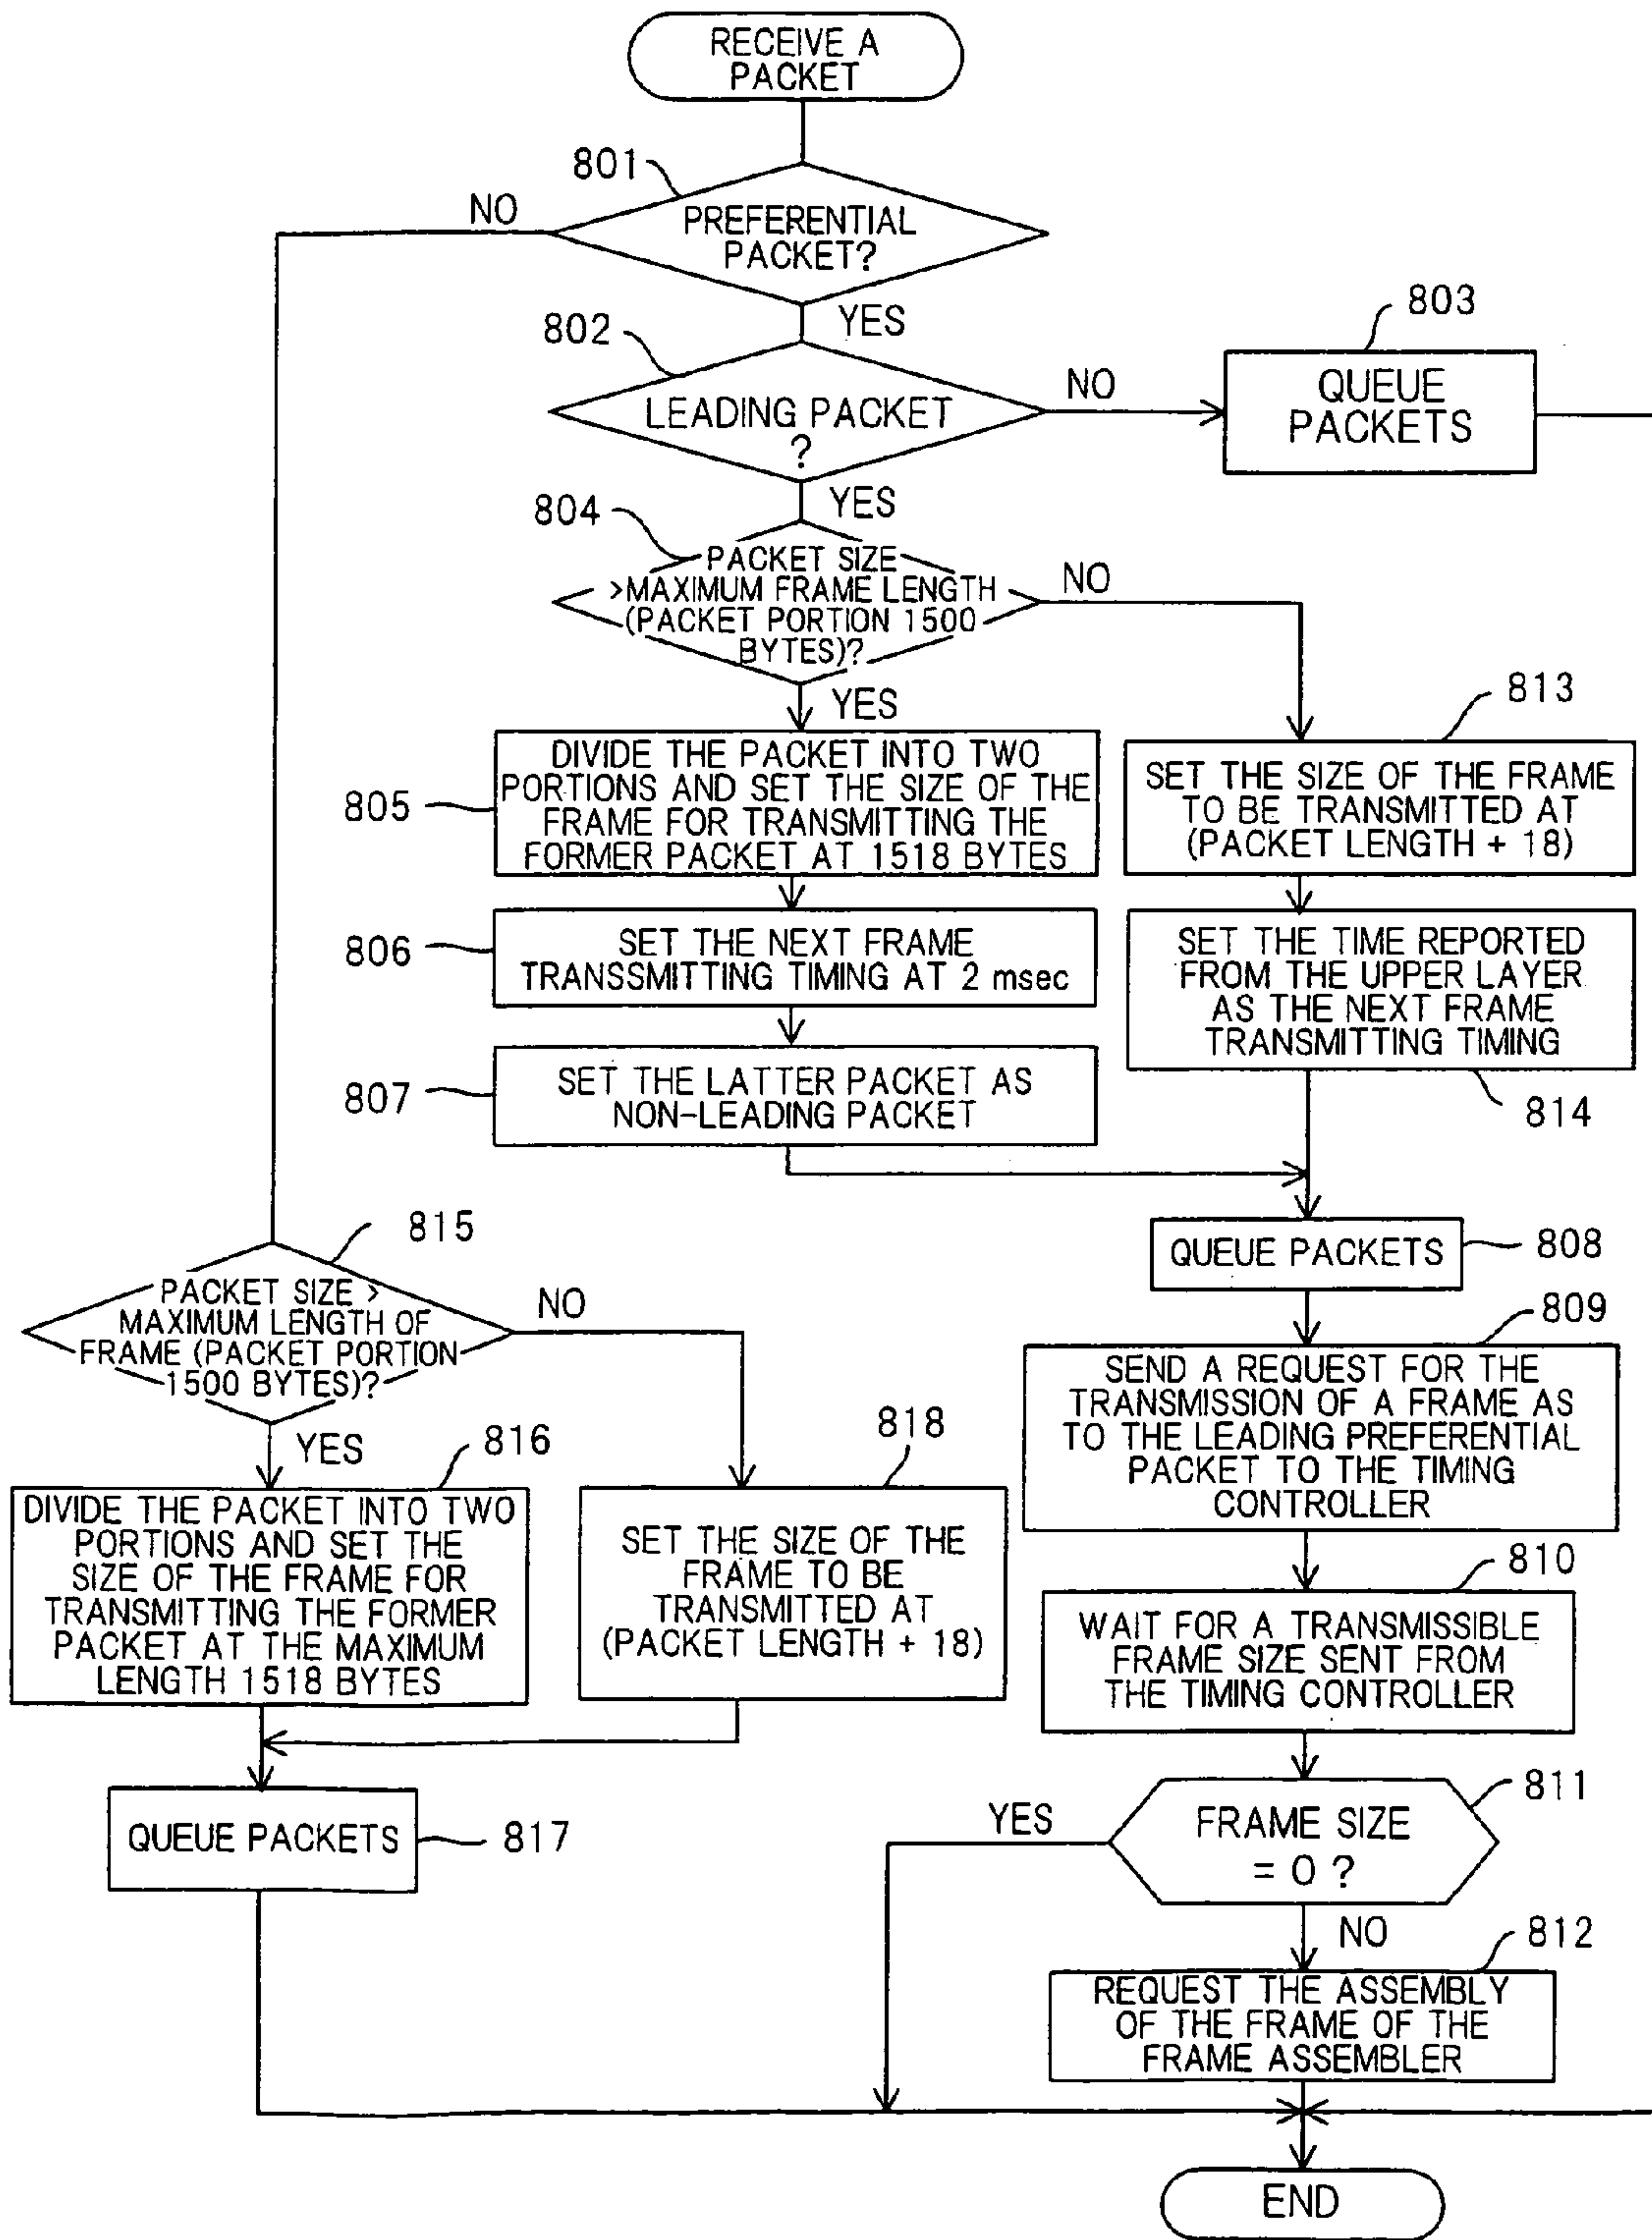 RECEIVE A
PACKET
801
NO
PREFERENTIAL
PACKET?
YES
802
LEADING PACKET
?
NO
803
QUEUE
PACKETS
YES
804
PACKET SIZE
>MAXIMUM FRAME LENGTH
(PACKET PORTION 1500
BYTES)?
NO
YES
805
DIVIDE THE PACKET INTO TWO
PORTIONS AND SET THE SIZE OF THE
FRAME FOR TRANSMITTING THE
FORMER PACKET AT 1518 BYTES
813
SET THE SIZE OF THE FRAME
TO BE TRANSMITTED AT
(PACKET LENGTH + 18)
806
SET THE NEXT FRAME
TRANSSMITTING TIMING AT 2 msec
SET THE TIME REPORTED
FROM THE UPPER LAYER
AS THE NEXT FRAME
TRANSMITTING TIMING
814
807
SET THE LATTER PACKET AS
NON-LEADING PACKET
815
PACKET SIZE >
MAXIMUM LENGTH OF
FRAME (PACKET PORTION
1500 BYTES)?
NO
YES
QUEUE PACKETS
808
809
SEND A REQUEST FOR THE
TRANSMISSION OF A FRAME AS
TO THE LEADING PREFERENTIAL
PACKET TO THE TIMING
CONTROLLER
816
DIVIDE THE PACKET INTO TWO
PORTIONS AND SET THE
SIZE OF THE FRAME FOR
TRANSMITTING THE FORMER
PACKET AT THE MAXIMUM
LENGTH 1518 BYTES
818
SET THE SIZE OF THE
FRAME TO BE
TRANSMITTED AT
(PACKET LENGTH + 18)
810
WAIT FOR A TRANSMISSIBLE
FRAME SIZE SENT FROM
THE TIMING CONTROLLER
QUEUE PACKETS
817
811
YES
FRAME SIZE
= 0 ?
NO
812
REQUEST THE ASSEMBLY
OF THE FRAME OF THE
FRAME ASSEMBLER
END